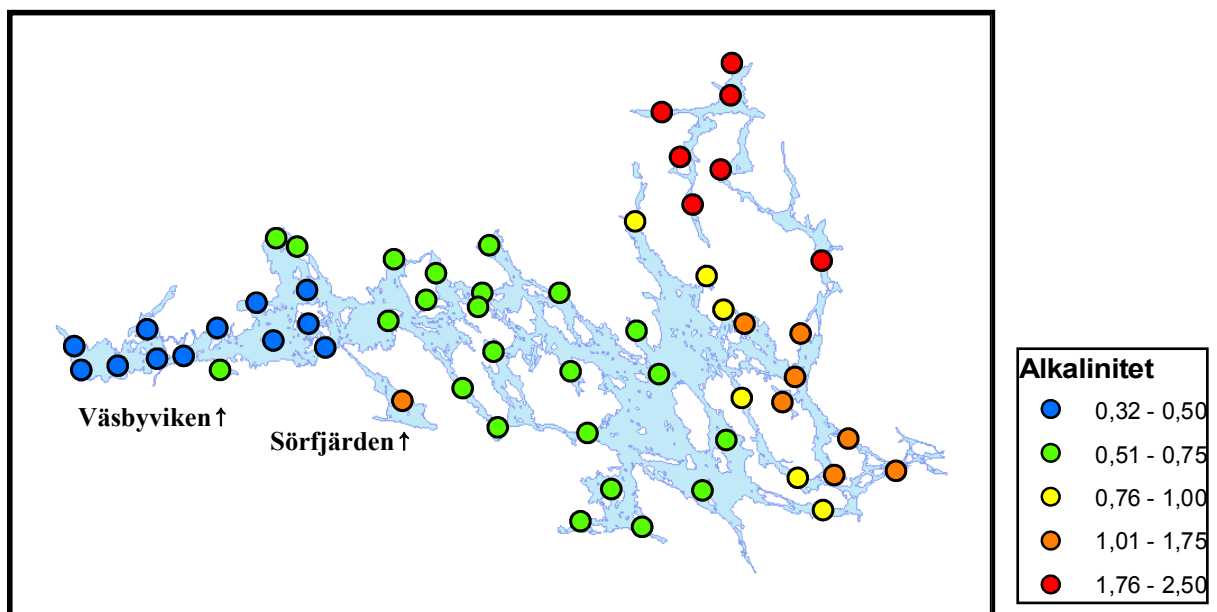 Väsbyviken ↑
Sörfjärden ↑
Alkalinitet
0,32 - 0,50
0,51 - 0,75
0,76 - 1,00
1,01 - 1,75
1,76 - 2,50